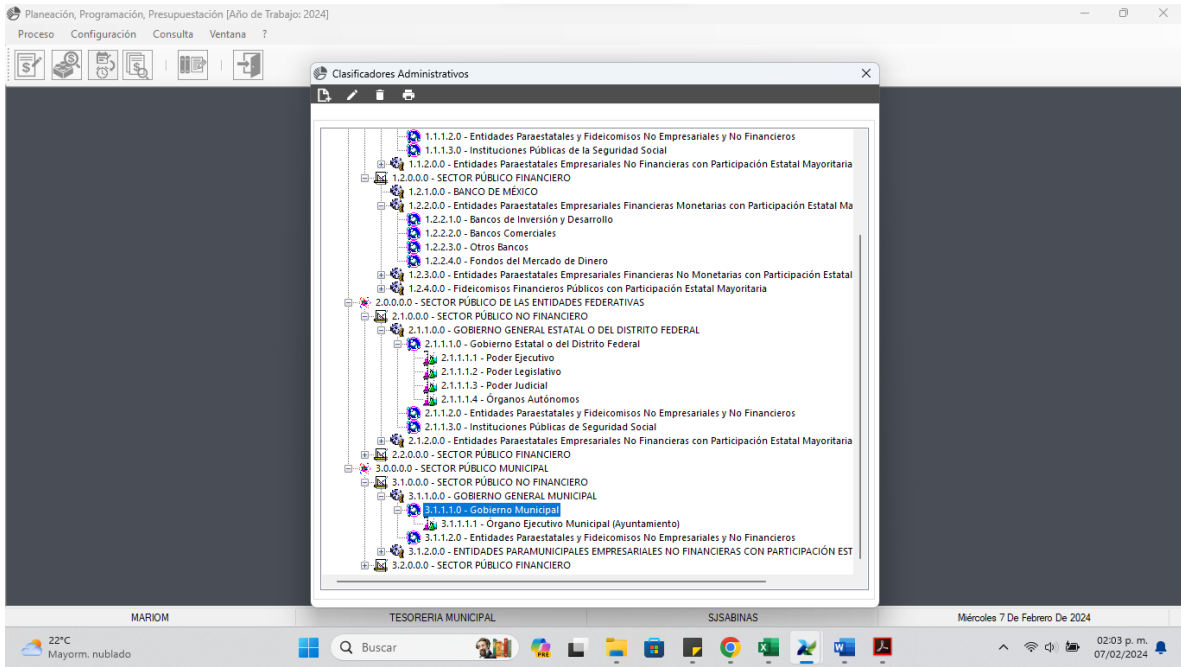 Planeación, Programación, Presupuestación [Año de Trabajo: 2024]
Proceso Configuración Consulta Ventana ?
Clasificadores Administrativos
1.1.1.2.0 - Entidades Paraestatales y Fideicomisos No Empresariales y No Financieros
1.1.1.3.0 - Instituciones Públicas de la Seguridad Social
1.1.2.0.0 - Entidades Paraestatales Empresariales No Financieras con Participación Estatal Mayoritaria
1.2.0.0.0 - SECTOR PÚBLICO FINANCIERO
1.2.1.0.0 - BANCO DE MÉXICO
1.2.2.0.0 - Entidades Paraestatales Empresariales Financieras Monetarias con Participación Estatal Ma
1.2.2.1.0 - Bancos de Inversión y Desarrollo
1.2.2.2.0 - Bancos Comerciales
1.2.2.3.0 - Otros Bancos
1.2.2.4.0 - Fondos del Mercado de Dinero
1.2.3.0.0 - Entidades Paraestatales Empresariales Financieras No Monetarias con Participación Estatal
1.2.4.0.0 - Fideicomisos Financieros Públicos con Participación Estatal Mayoritaria
2.0.0.0.0 - SECTOR PÚBLICO DE LAS ENTIDADES FEDERATIVAS
2.1.0.0.0 - SECTOR PÚBLICO NO FINANCIERO
2.1.1.0.0 - GOBIERNO GENERAL ESTATAL O DEL DISTRITO FEDERAL
2.1.1.1.0 - Gobierno Estatal o del Distrito Federal
2.1.1.1.1 - Poder Ejecutivo
2.1.1.1.2 - Poder Legislativo
2.1.1.1.3 - Poder Judicial
2.1.1.1.4 - Órganos Autónomos
2.1.1.2.0 - Entidades Paraestatales y Fideicomisos No Empresariales y No Financieros
2.1.1.3.0 - Instituciones Públicas de Seguridad Social
2.1.2.0.0 - Entidades Paraestatales Empresariales No Financieras con Participación Estatal Mayoritaria
2.2.0.0.0 - SECTOR PÚBLICO FINANCIERO
3.0.0.0.0 - SECTOR PÚBLICO MUNICIPAL
3.1.0.0.0 - SECTOR PÚBLICO NO FINANCIERO
3.1.1.0.0 - GOBIERNO GENERAL MUNICIPAL
3.1.1.1.0 - Gobierno Municipal
3.1.1.1.1 - Órgano Ejecutivo Municipal (Ayuntamiento)
3.1.1.2.0 - Entidades Paraestatales y Fideicomisos No Empresariales y No Financieros
3.1.2.0.0 - ENTIDADES PARAMUNICIPALES EMPRESARIALES NO FINANCIERAS CON PARTICIPACIÓN EST
3.2.0.0.0 - SECTOR PÚBLICO FINANCIERO
MARIOM TESORERIA MUNICIPAL SJSABINAS Miércoles 7 De Febrero De 2024
22°C
Mayorm. nublado
Buscar
PRE
02:03 p. m.
07/02/2024